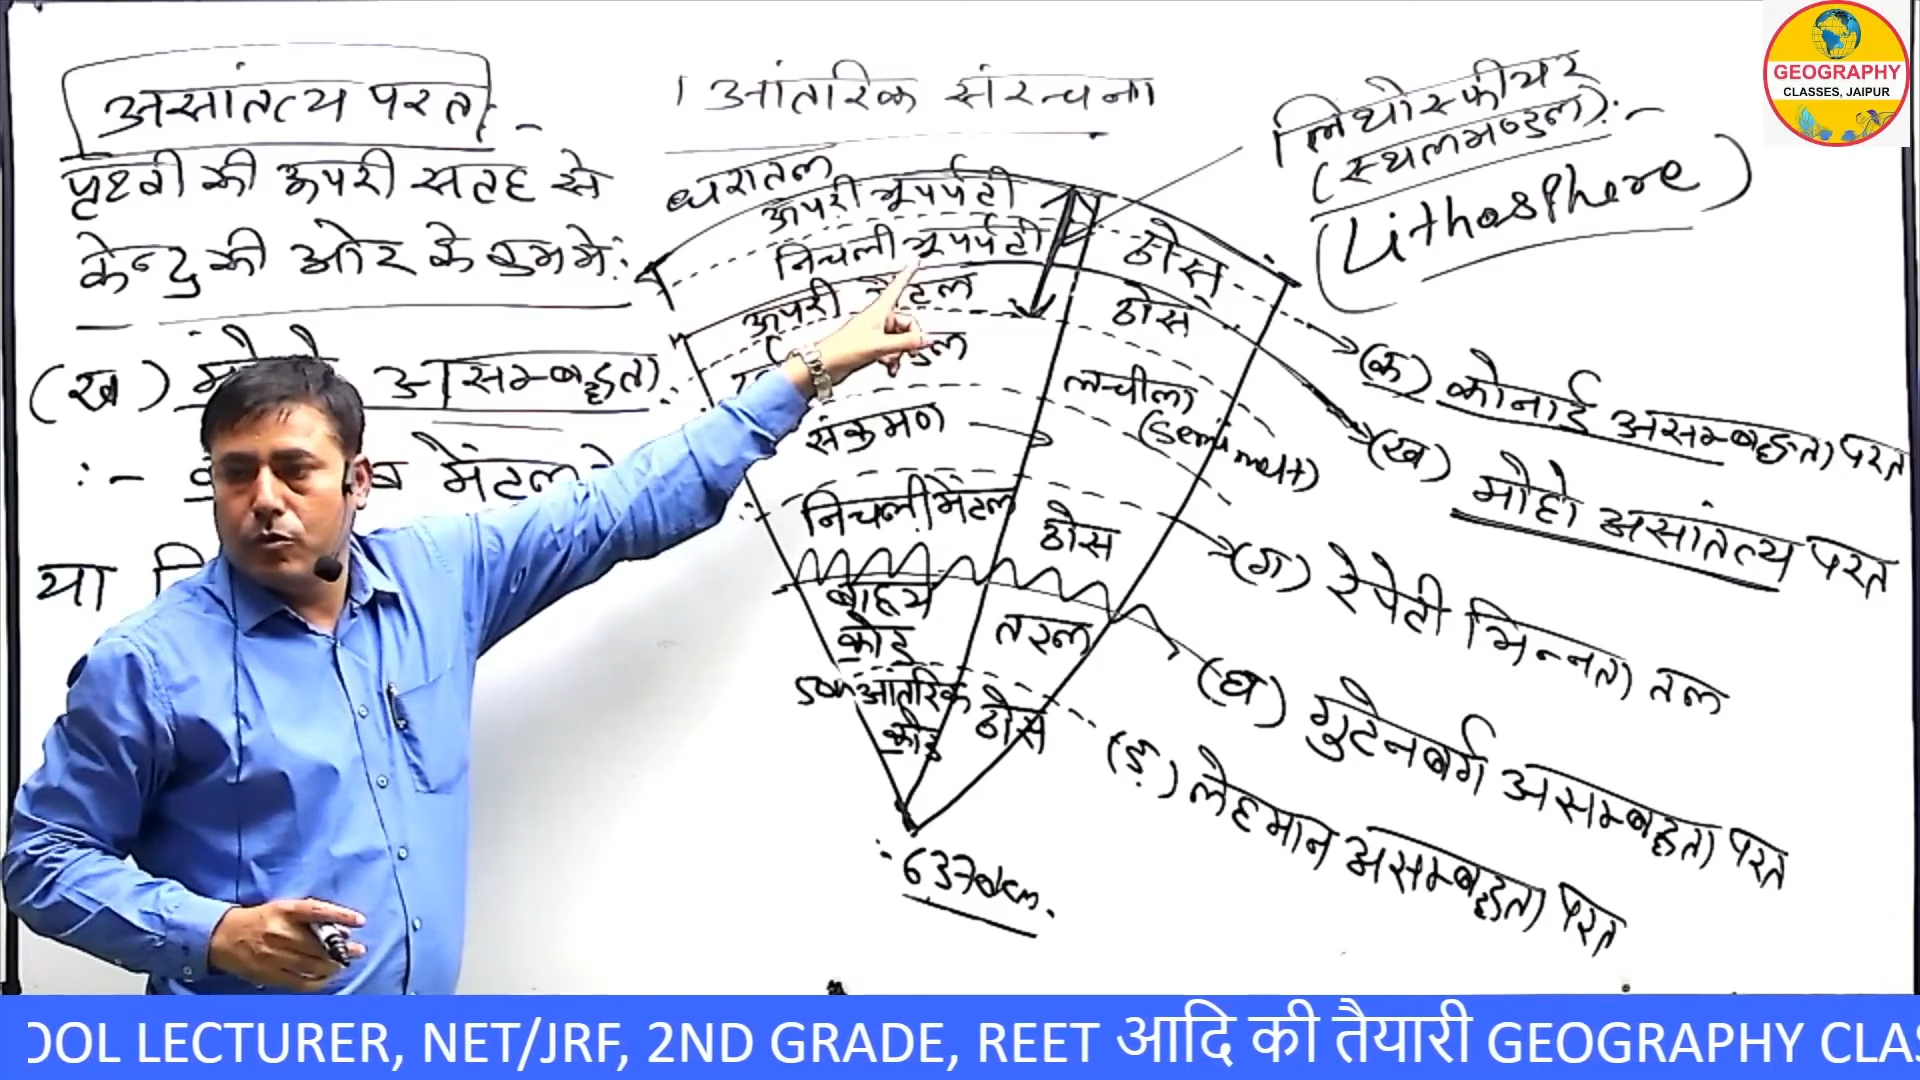 असांतत्य परत
पृथ्वी की ऊपरी सतह से
केन्द्र की ओर के क्रम में:
(ख) असम्बद्धता
:- मेंटल
या
आंतरिक संरचना
धरातल
ऊपरी भूपर्पटी
निचली भूपर्पटी
ऊपरी मेंटल
संक्रमण
निचली मेंटल
बाह्य
कोड
आंतरिक
कोड
ठोस
ठोस
लचीला
(Semi melt)
ठोस
तरल
ठोस
:- 6370km.
लिथोस्फीयर
(स्थलमण्डल):-
(Lithosphere)
(क) कोनार्ड असम्बद्धता परत
(ख) मोहो असांतत्य परत
(ग) रेपेटी भिन्नता तल
(घ) गुटेनबर्ग असम्बद्धता परत
(ड़) लेहमान असम्बद्धता परत
GEOGRAPHY
CLASSES, JAIPUR
OOL LECTURER, NET/JRF, 2ND GRADE, REET आदि की तैयारी GEOGRAPHY CLAS